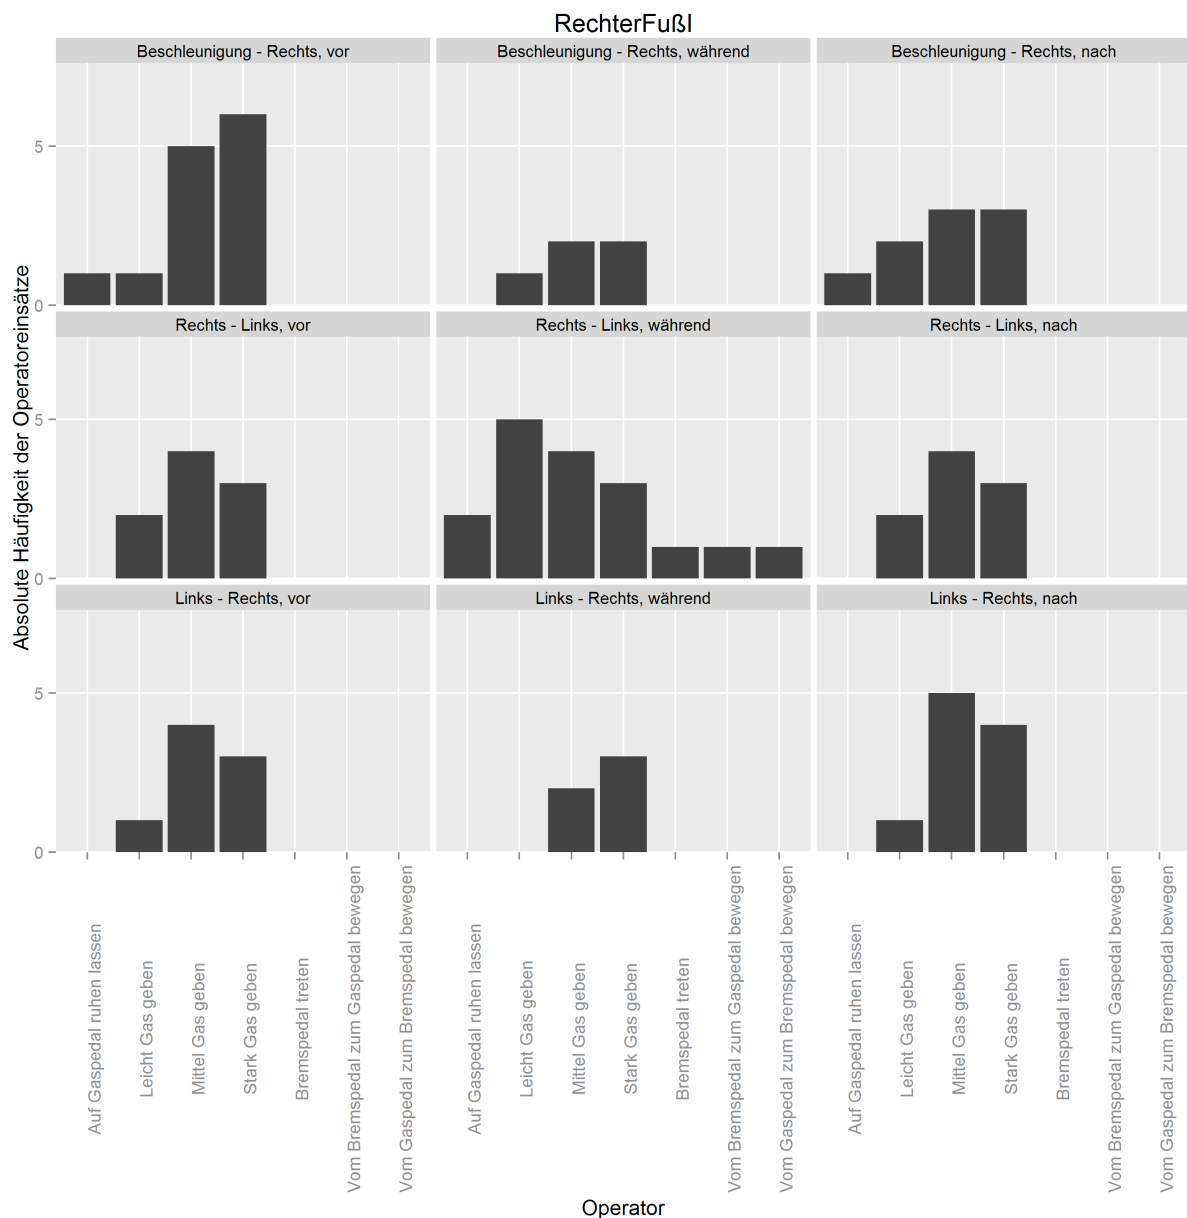 RechterFußI
Beschleunigung - Rechts, vor
Beschleunigung - Rechts, während
Beschleunigung - Rechts, nach
5
0
Rechts - Links, vor
Rechts - Links, während
Rechts - Links, nach
5
0
Links - Rechts, vor
Links - Rechts, während
Links - Rechts, nach
5
0
Absolute Häufigkeit der Operatoreinsätze
Auf Gaspedal ruhen lassen
Leicht Gas geben
Mittel Gas geben
Stark Gas geben
Bremspedal treten
Vom Bremspedal zum Gaspedal bewegen
Vom Gaspedal zum Bremspedal bewegen
Auf Gaspedal ruhen lassen
Leicht Gas geben
Mittel Gas geben
Stark Gas geben
Bremspedal treten
Vom Bremspedal zum Gaspedal bewegen
Vom Gaspedal zum Bremspedal bewegen
Auf Gaspedal ruhen lassen
Leicht Gas geben
Mittel Gas geben
Stark Gas geben
Bremspedal treten
Vom Bremspedal zum Gaspedal bewegen
Vom Gaspedal zum Bremspedal bewegen
Operator